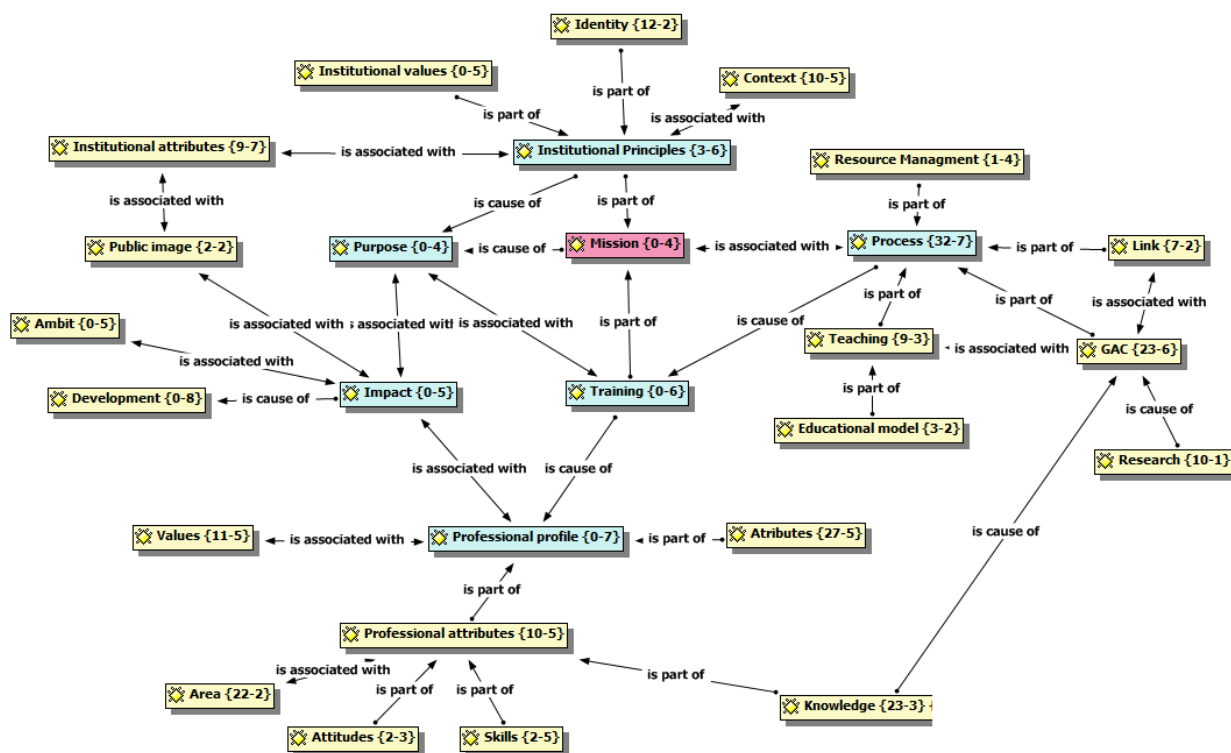 Identity {12-2}
Institutional values {0-5}
Context {10-5}
is part of
is part of
is associated with
Institutional attributes {9-7}
is associated with
Institutional Principles {3-6}
Resource Managment {1-4}
is associated with
is cause of
is part of
is part of
Public image {2-2}
Purpose {0-4}
is cause of
Mission {0-4}
is associated with
Process {32-7}
is part of
Link {7-2}
is part of
is associated with
Ambit {0-5}
is associated with
s associated with
is associated with
is part of
is cause of
Teaching {9-3}
is associated with
GAC {23-6}
is associated with
Development {0-8}
is cause of
Impact {0-5}
Training {0-6}
is part of
is cause of
Educational model {3-2}
Research {10-1}
is associated with
is cause of
Values {11-5}
is associated with
Professional profile {0-7}
is part of
Atributes {27-5}
is cause of
is part of
Professional attributes {10-5}
is associated with
is part of
Area {22-2}
is part of
is part of
Knowledge {23-3} {
Attitudes {2-3}
Skills {2-5}